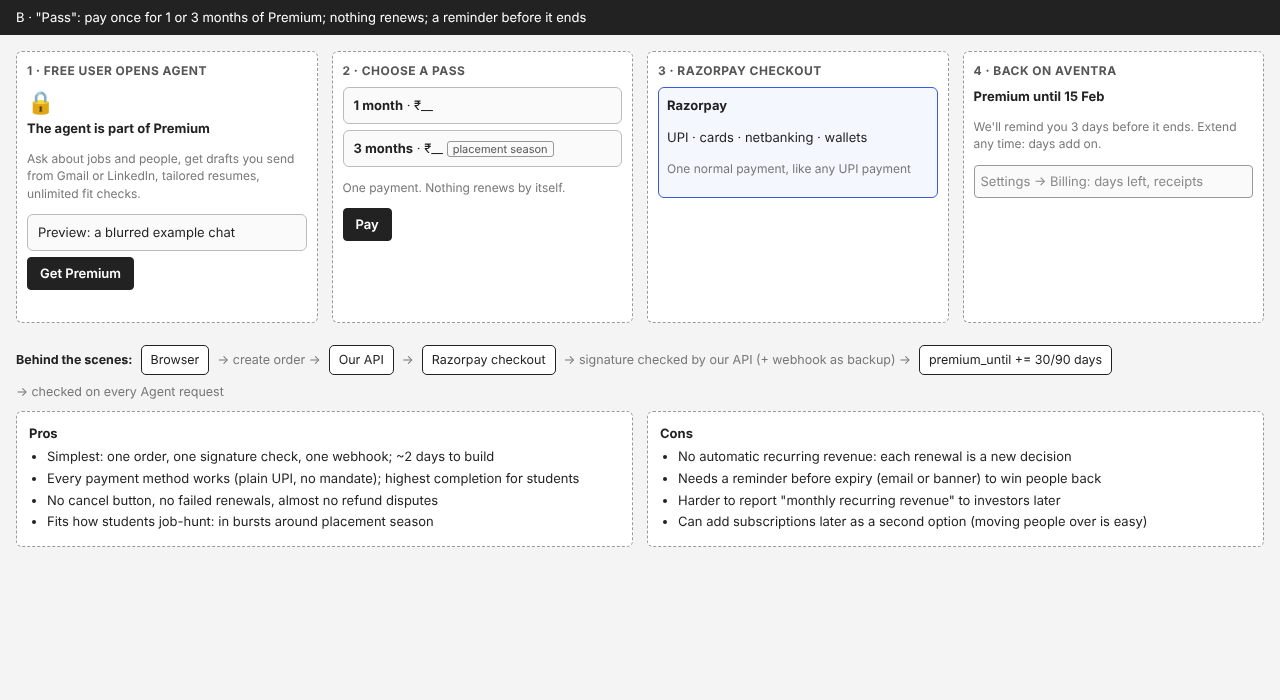 B · "Pass": pay once for 1 or 3 months of Premium; nothing renews; a reminder before it ends
1 · FREE USER OPENS AGENT
The agent is part of Premium
Ask about jobs and people, get drafts you send
from Gmail or LinkedIn, tailored resumes,
unlimited fit checks.
Preview: a blurred example chat
Get Premium
2 · CHOOSE A PASS
1 month · ₹__
3 months · ₹__ placement season
One payment. Nothing renews by itself.
Pay
3 · RAZORPAY CHECKOUT
Razorpay
UPI · cards · netbanking · wallets
One normal payment, like any UPI payment
4 · BACK ON AVENTRA
Premium until 15 Feb
We'll remind you 3 days before it ends. Extend
any time: days add on.
Settings → Billing: days left, receipts
Behind the scenes: Browser → create order → Our API → Razorpay checkout → signature checked by our API (+ webhook as backup) → premium_until += 30/90 days
→ checked on every Agent request
Pros
• Simplest: one order, one signature check, one webhook; ~2 days to build
• Every payment method works (plain UPI, no mandate); highest completion for students
• No cancel button, no failed renewals, almost no refund disputes
• Fits how students job-hunt: in bursts around placement season
Cons
• No automatic recurring revenue: each renewal is a new decision
• Needs a reminder before expiry (email or banner) to win people back
• Harder to report "monthly recurring revenue" to investors later
• Can add subscriptions later as a second option (moving people over is easy)